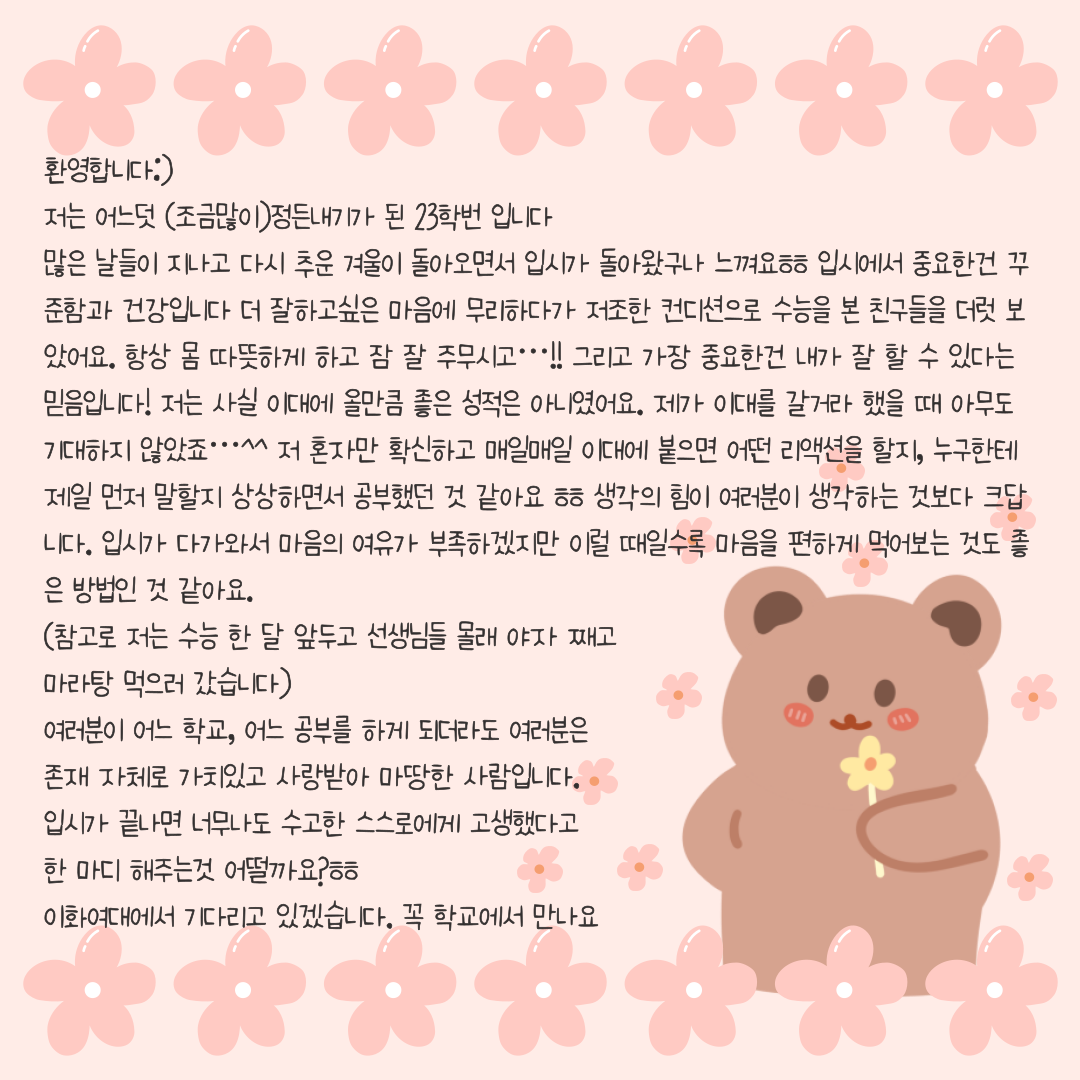 환영합니다:)
저는 어느덧 (조금많이)정든내기가 된 23학번 입니다
많은 날들이 지나고 다시 추운 겨울이 돌아오면서 입시가 돌아왔구나 느껴요ㅎㅎ 입시에서 중요한건 꾸
준함과 건강입니다 더 잘하고싶은 마음에 무리하다가 저조한 컨디션으로 수능을 본 친구들을 더럿 보
았어요. 항상 몸 따뜻하게 하고 잠 잘 주무시고…!! 그리고 가장 중요한건 내가 잘 할 수 있다는
믿음입니다! 저는 사실 이대에 올만큼 좋은 성적은 아니였어요. 제가 이대를 갈거라 했을 때 아무도
기대하지 않았죠…^^ 저 혼자만 확신하고 매일매일 이대에 붙으면 어떤 리액션을 할지, 누구한테
제일 먼저 말할지 상상하면서 공부했던 것 같아요 ㅎㅎ 생각의 힘이 여러분이 생각하는 것보다 크답
니다. 입시가 다가와서 마음의 여유가 부족하겠지만 이럴 때일수록 마음을 편하게 먹어보는 것도 좋
은 방법인 것 같아요.
(참고로 저는 수능 한 달 앞두고 선생님들 몰래 야자 째고
마라탕 먹으러 갔습니다)
여러분이 어느 학교, 어느 공부를 하게 되더라도 여러분은
존재 자체로 가치있고 사랑받아 마땅한 사람입니다.
입시가 끝나면 너무나도 수고한 스스로에게 고생했다고
한 마디 해주는것 어떨까요?ㅎㅎ
이화여대에서 기다리고 있겠습니다. 꼭 학교에서 만나요